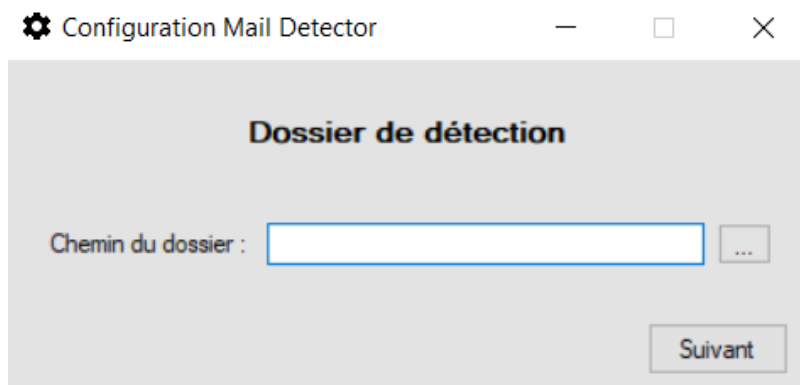 Configuration Mail Detector
Dossier de détection
Chemin du dossier :
...
Suivant